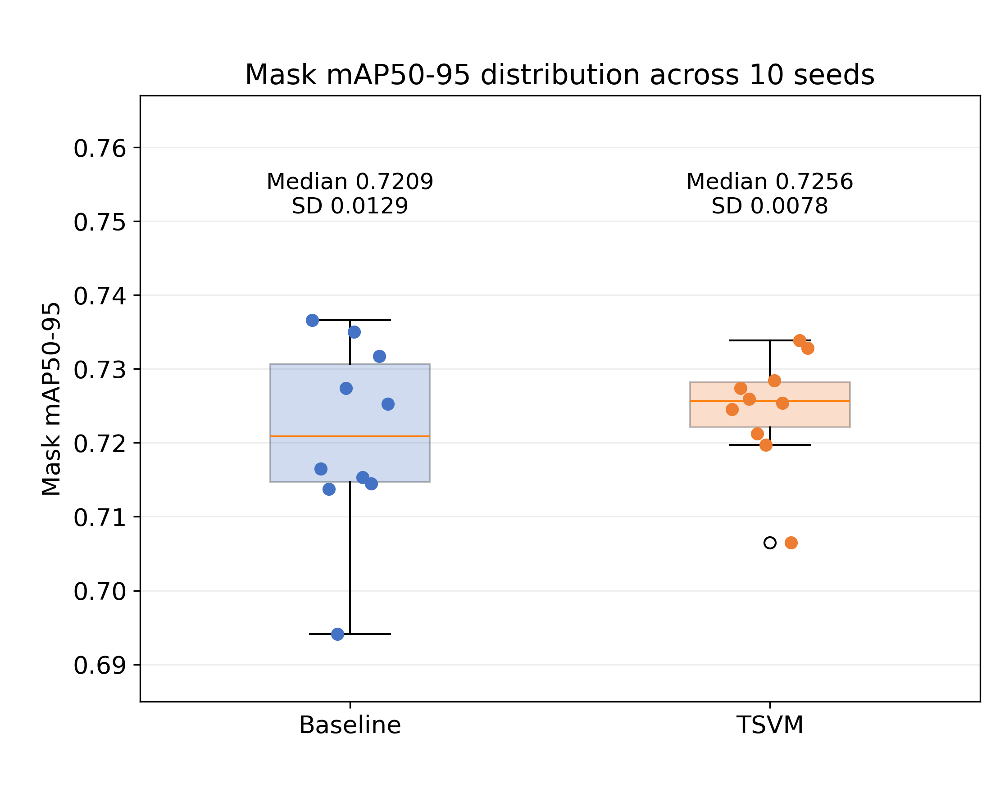 Mask mAP50-95 distribution across 10 seeds
Mask mAP50-95
0.76
0.75
0.74
0.73
0.72
0.71
0.70
0.69
Median 0.7209
SD 0.0129
Median 0.7256
SD 0.0078
Baseline
TSVM